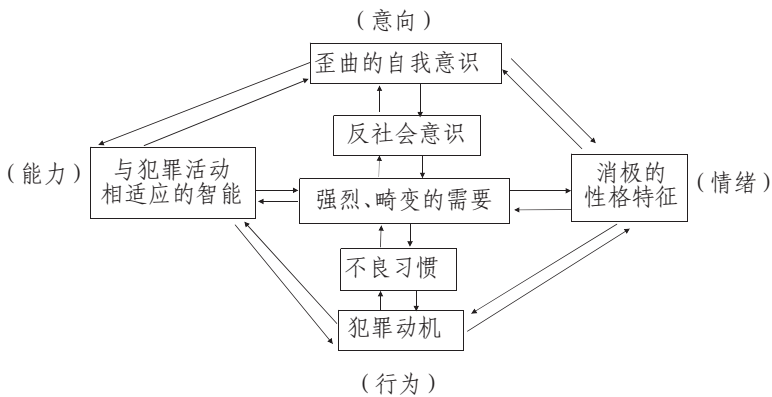 (意向)
歪曲的自我意识
反社会意识
(能力)
与犯罪活动
相适应的智能
强烈、畸变的需要
消极的
性格特征
(情绪)
不良习惯
犯罪动机
(行为)